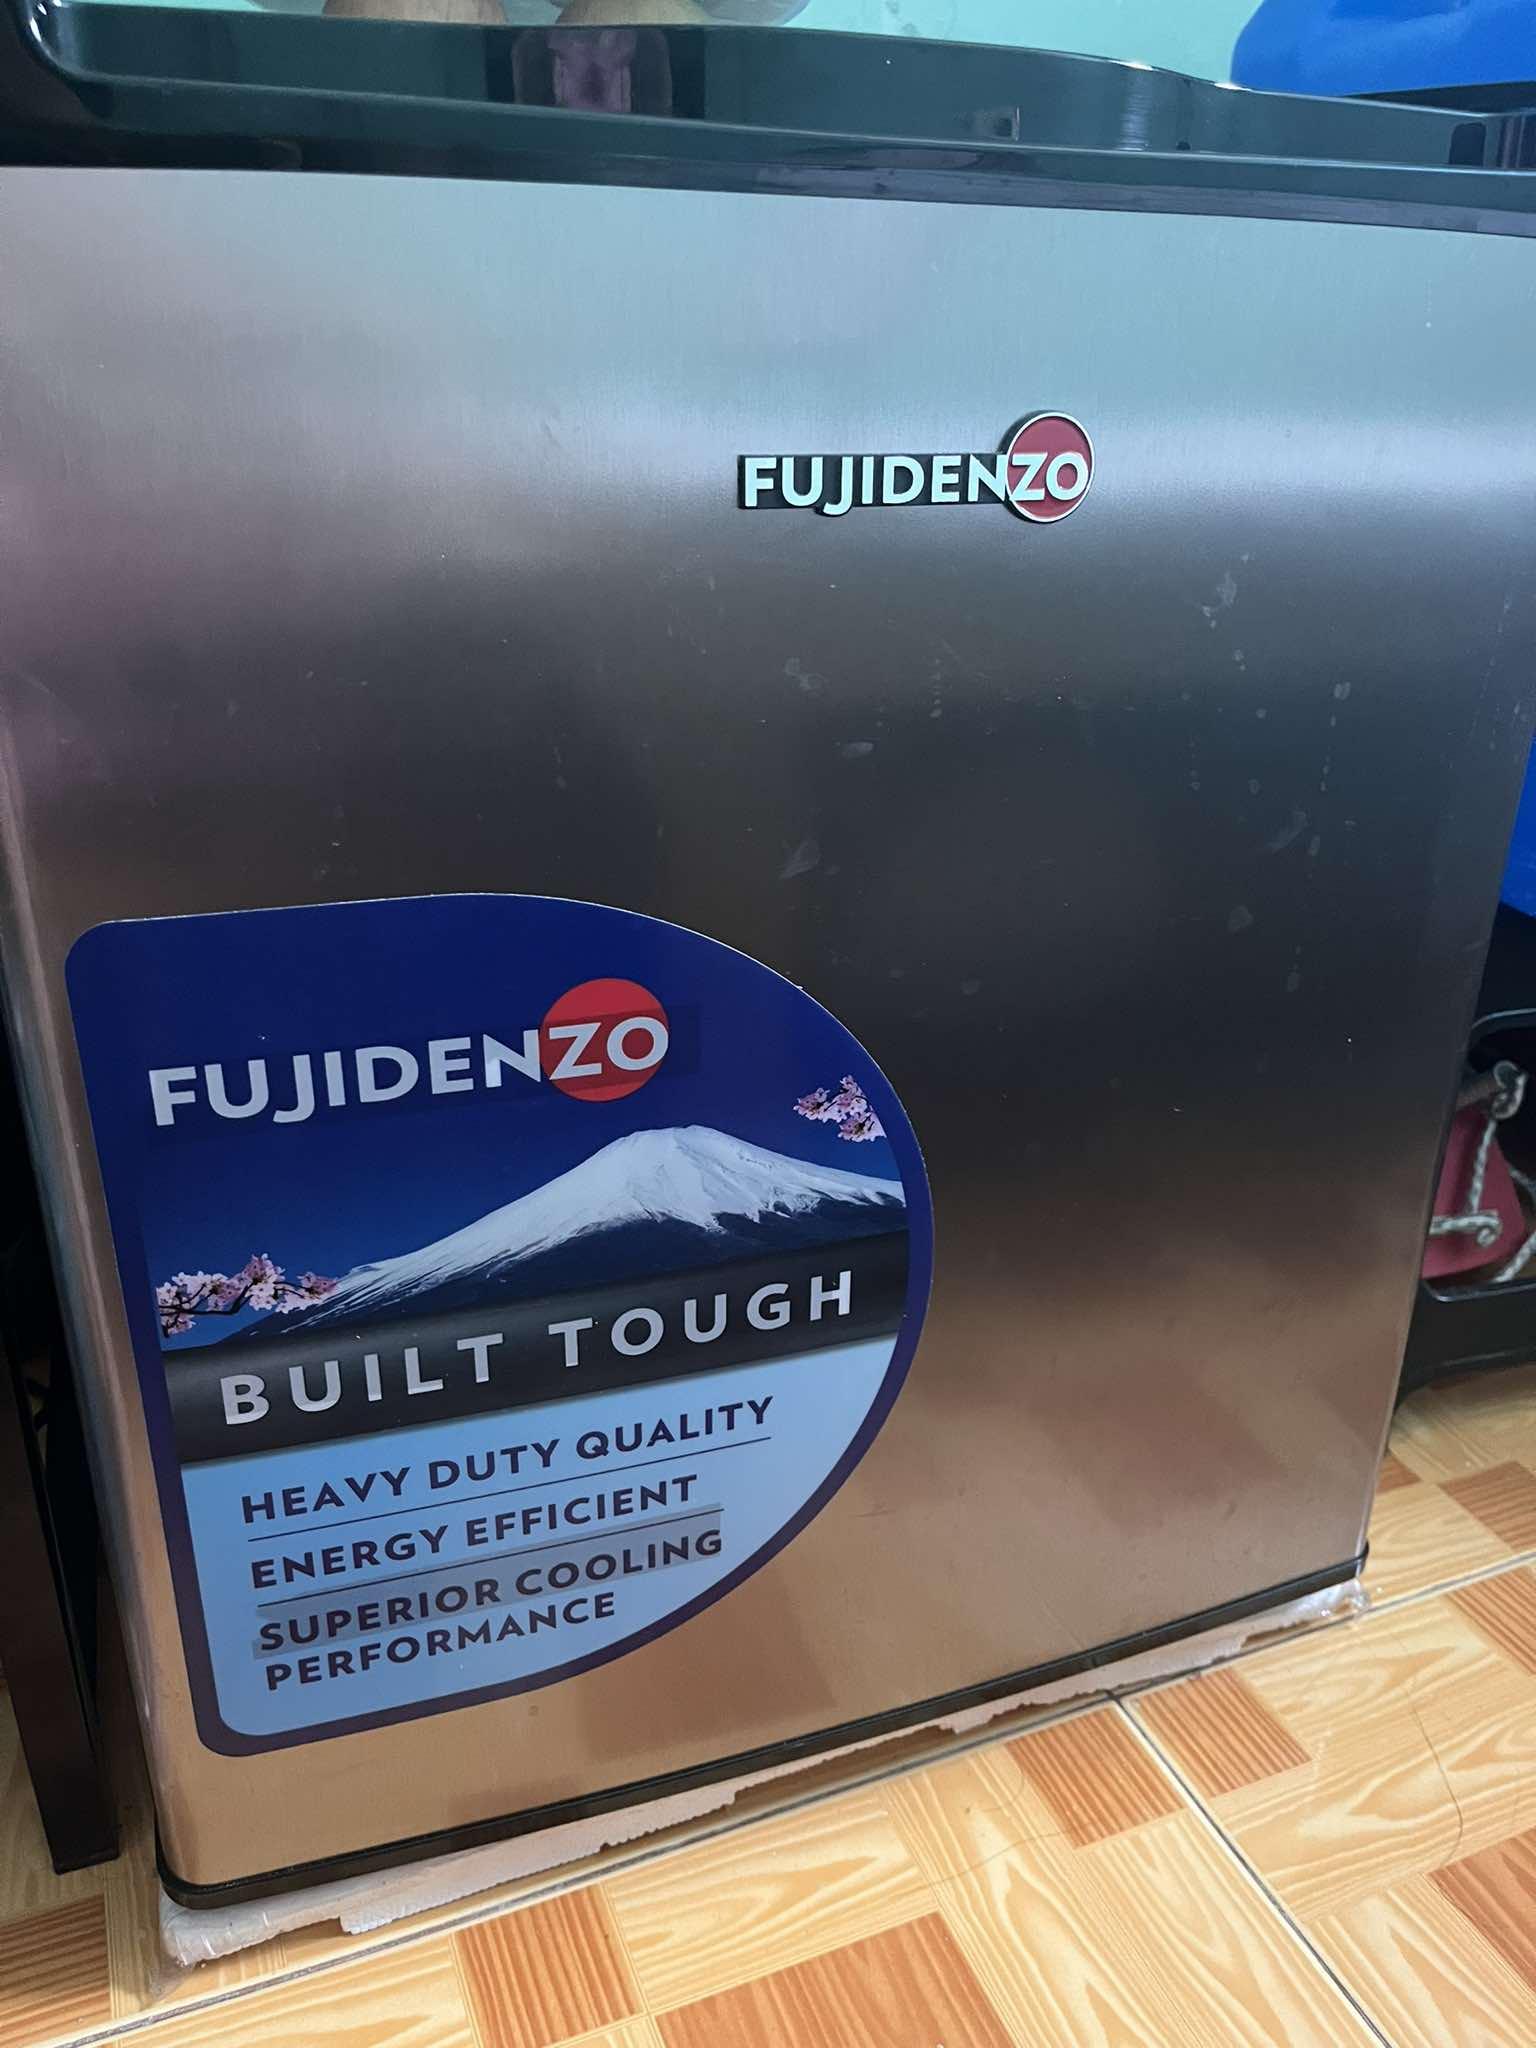 FUJIDENZO
FUJIDENZO
BUILT TOUGH
HEAVY DUTY QUALITY
ENERGY EFFICIENT
SUPERIOR COOLING
PERFORMANCE